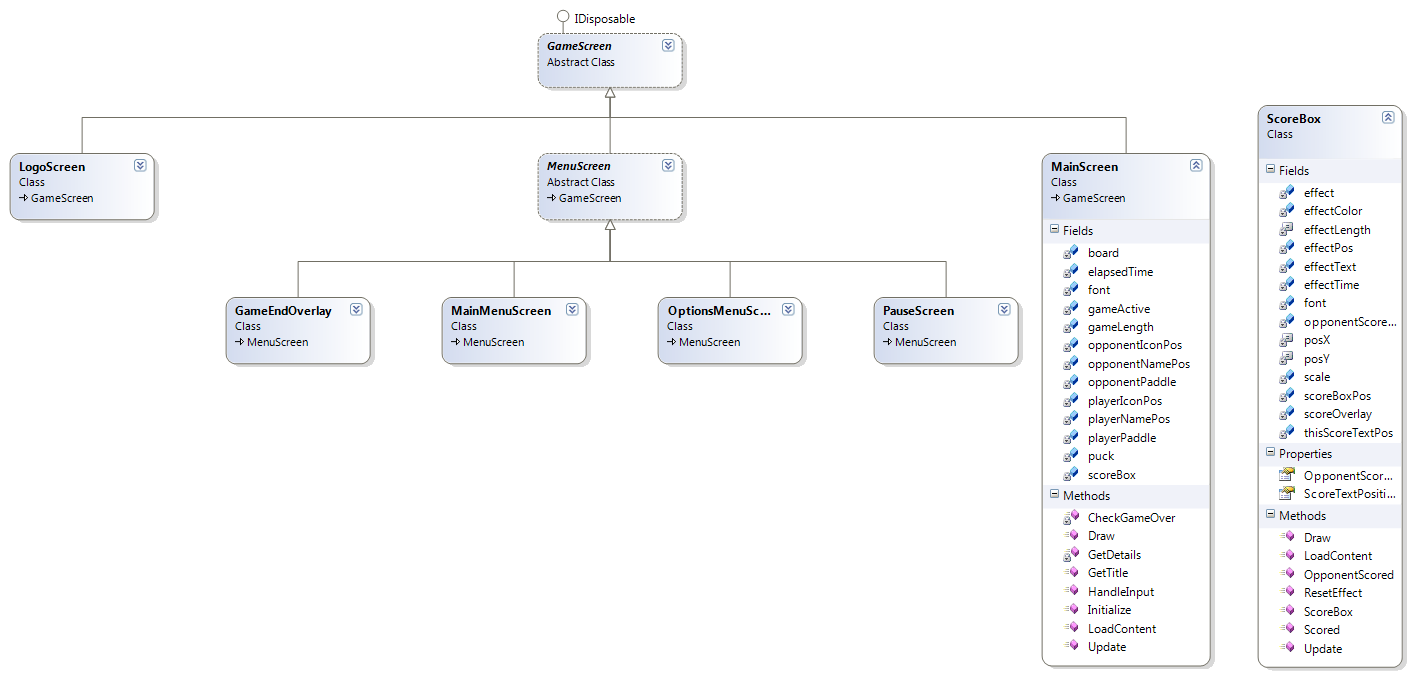 IDisposable
GameScreen
Abstract Class
LogoScreen
Class
GameScreen
MenuScreen
Abstract Class
GameScreen
GameEndOverlay
Class
MenuScreen
MainMenuScreen
Class
MenuScreen
OptionsMenuSc...
Class
MenuScreen
PauseScreen
Class
MenuScreen
MainScreen
Class
GameScreen
Fields
board
elapsedTime
font
gameActive
gameLength
opponentIconPos
opponentNamePos
opponentPaddle
playerIconPos
playerNamePos
playerPaddle
puck
scoreBox
Methods
CheckGameOver
Draw
GetDetails
GetTitle
HandleInput
Initialize
LoadContent
Update
ScoreBox
Class
Fields
effect
effectColor
effectLength
effectPos
effectText
effectTime
font
opponentScore...
posX
posY
scale
scoreBoxPos
scoreOverlay
thisScoreTextPos
Properties
OpponentScor...
ScoreTextPositi...
Methods
Draw
LoadContent
OpponentScored
ResetEffect
ScoreBox
Scored
Update